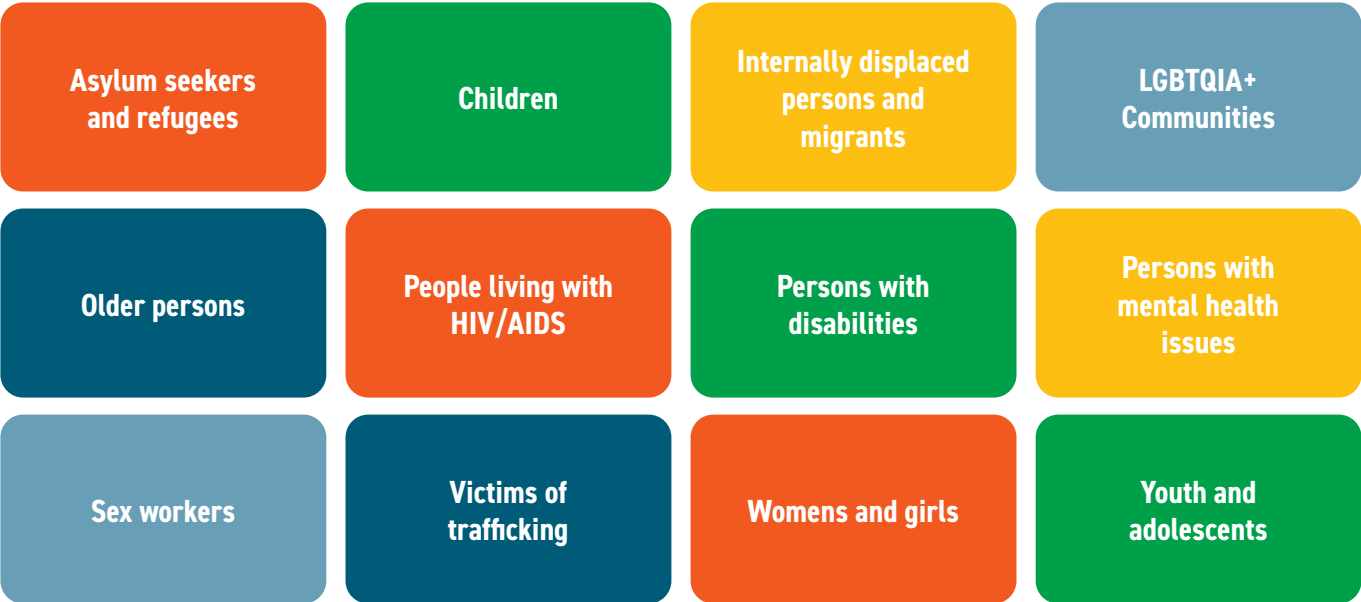 Asylum seekers
and refugees
Children
Internally displaced
persons and
migrants
LGBTQIA+
Communities
Older persons
People living with
HIV/AIDS
Persons with
disabilities
Persons with
mental health
issues
Sex workers
Victims of
trafficking
Womens and girls
Youth and
adolescents